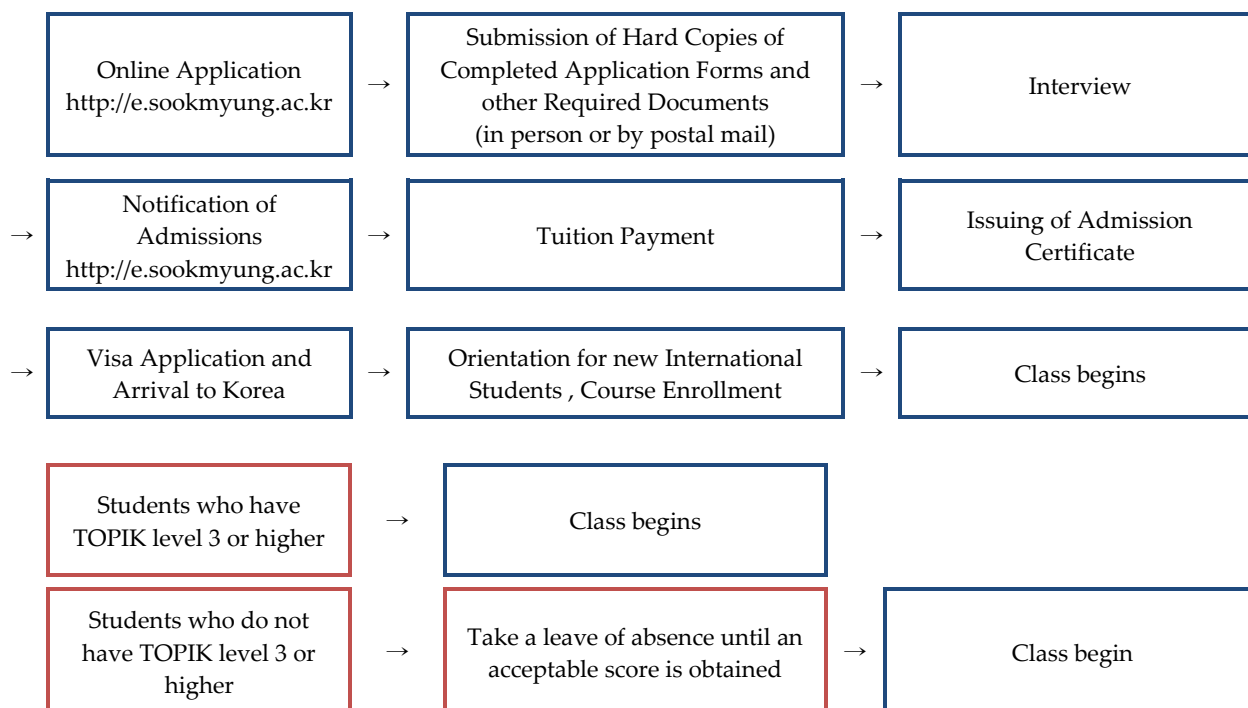 Online Application
http://e.sookmyung.ac.kr
→
Submission of Hard Copies of
Completed Application Forms and
other Required Documents
(in person or by postal mail)
→
Interview
→
Notification of
Admissions
http://e.sookmyung.ac.kr
→
Tuition Payment
→
Issuing of Admission
Certificate
→
Visa Application and
Arrival to Korea
→
Orientation for new International
Students , Course Enrollment
→
Class begins
Students who have
TOPIK level 3 or higher
→
Class begins
Students who do not
have TOPIK level 3 or
higher
→
Take a leave of absence until an
acceptable score is obtained
→
Class begin